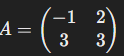 A = \begin{pmatrix} -1 & 2 \\ 3 & 3 \end{pmatrix}